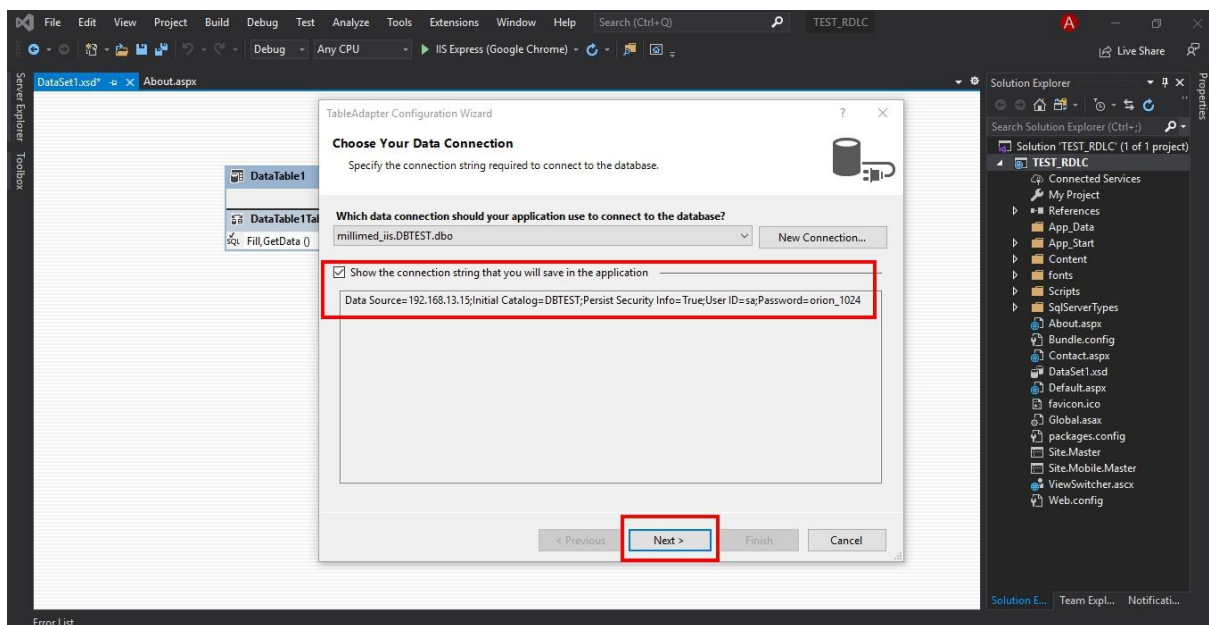 File Edit View Project Build Debug Test Analyze Tools Extensions Window Help Search (Ctrl+Q) TEST_RDLC A
Debug Any CPU IIS Express (Google Chrome) Live Share
Server Explorer
Toolbox
DataSet1.xsd* About.aspx
DataTable1
DataTable1Tal
SQL Fill,GetData ()
TableAdapter Configuration Wizard ?
Choose Your Data Connection
Specify the connection string required to connect to the database.
Which data connection should your application use to connect to the database?
millimed_iis.DBTEST.dbo New Connection...
Show the connection string that you will save in the application
Data Source=192.168.13.15;Initial Catalog=DBTEST;Persist Security Info=True;User ID=sa;Password=orion_1024
< Previous Next > Finish Cancel
Solution Explorer
Search Solution Explorer (Ctrl+;)
Solution 'TEST_RDLC' (1 of 1 project)
TEST_RDLC
Connected Services
My Project
References
App_Data
App_Start
Content
fonts
Scripts
SqlServerTypes
About.aspx
Bundle.config
Contact.aspx
DataSet1.xsd
Default.aspx
favicon.ico
Global.asax
packages.config
Site.Master
Site.Mobile.Master
ViewSwitcher.ascx
Web.config
Solution E... Team Expl... Notificati...
Properties
Error List